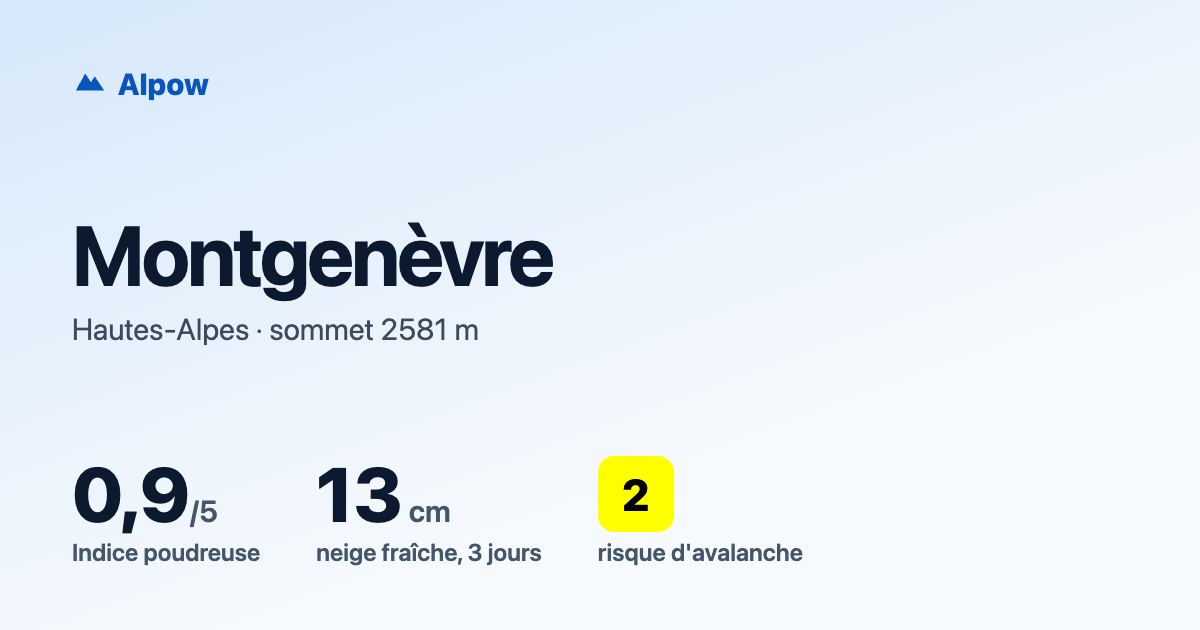 Alpow
Montgenèvre
Hautes-Alpes · sommet 2581 m
0,9/5 13 cm 2
Indice poudreuse neige fraîche, 3 jours risque d'avalanche